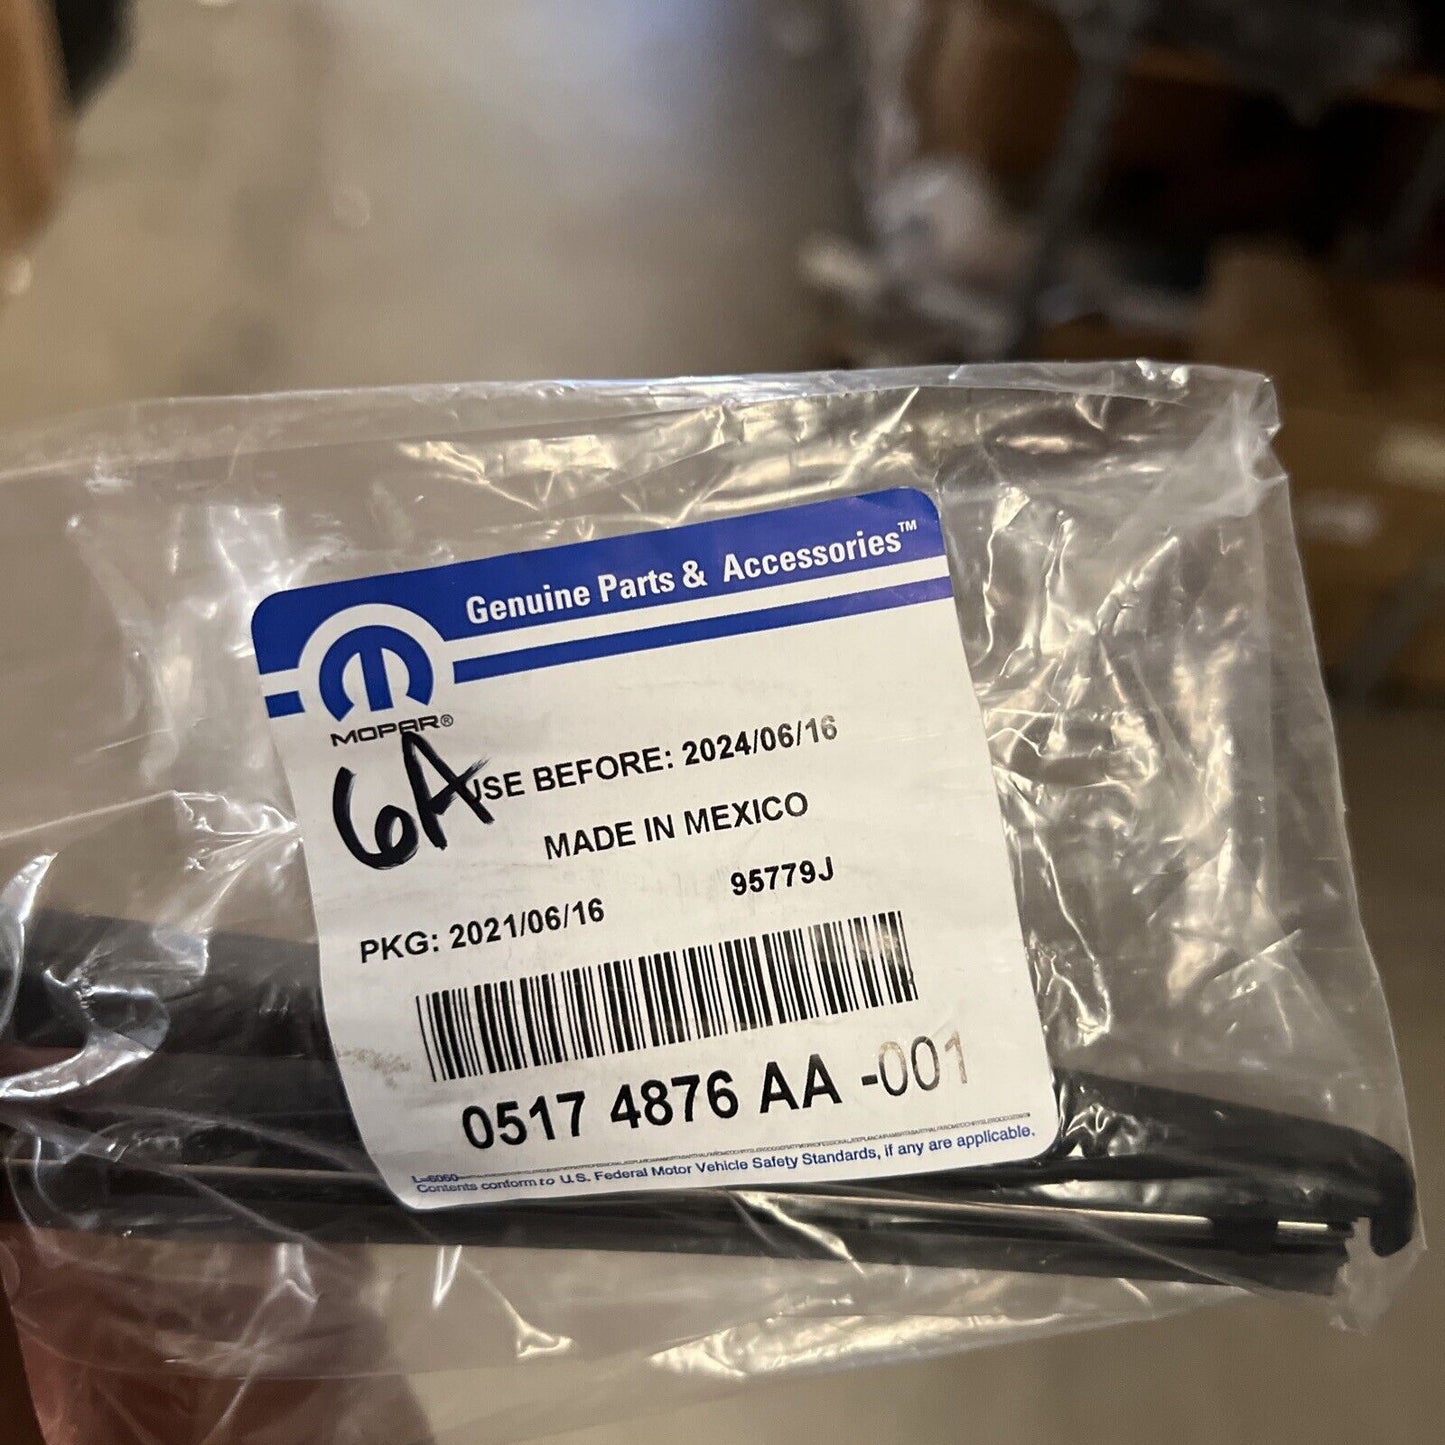 Genuine Parts & Accessories™
MOPAR®
6A
USE BEFORE: 2024/06/16
MADE IN MEXICO
95779J
PKG: 2021/06/16
0517 4876 AA -001
L-6060
Contents conform to U.S. Federal Motor Vehicle Safety Standards, if any are applicable.